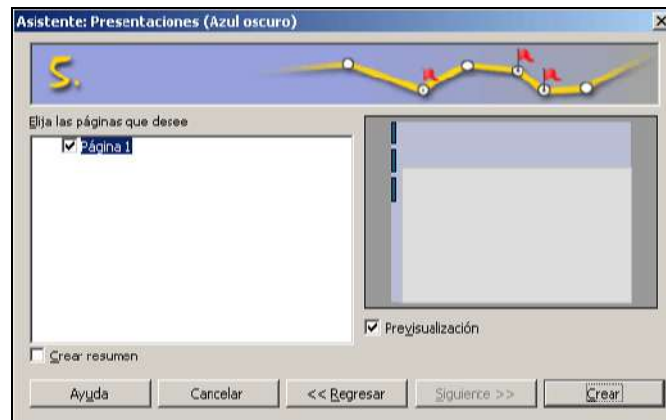 Asistente: Presentaciones (Azul oscuro)
5.
Elija las páginas que desee
Página 1
Previsualización
Crear resumen
Ayuda
Cancelar
<< Regresar
Siguiente >>
Crear